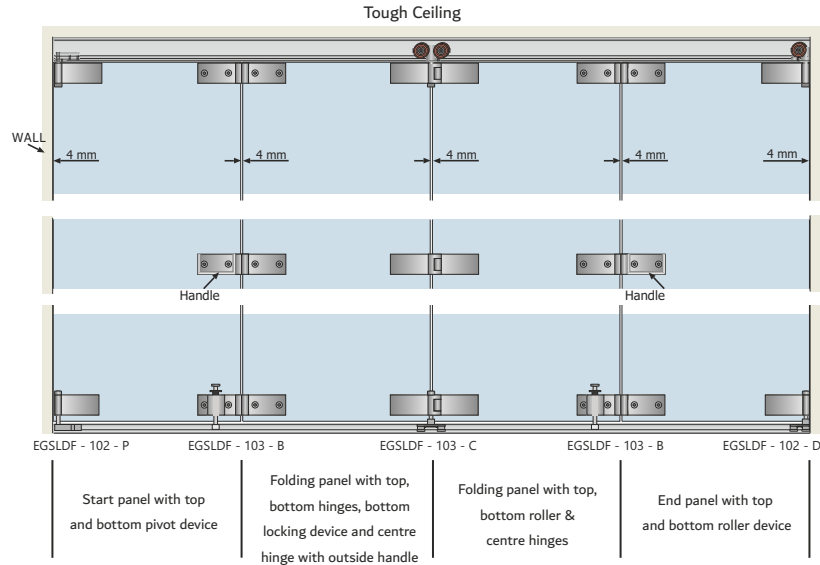 Tough Ceiling
WALL
4 mm
4 mm
4 mm
4 mm
4 mm
Handle
Handle
EGSLDF - 102 - P
EGSLDF - 103 - B
EGSLDF - 103 - C
EGSLDF - 103 - B
EGSLDF - 102 - D
Start panel with top
and bottom pivot device
Folding panel with top,
bottom hinges, bottom
locking device and centre
hinge with outside handle
Folding panel with top,
bottom roller &
centre hinges
End panel with top
and bottom roller device